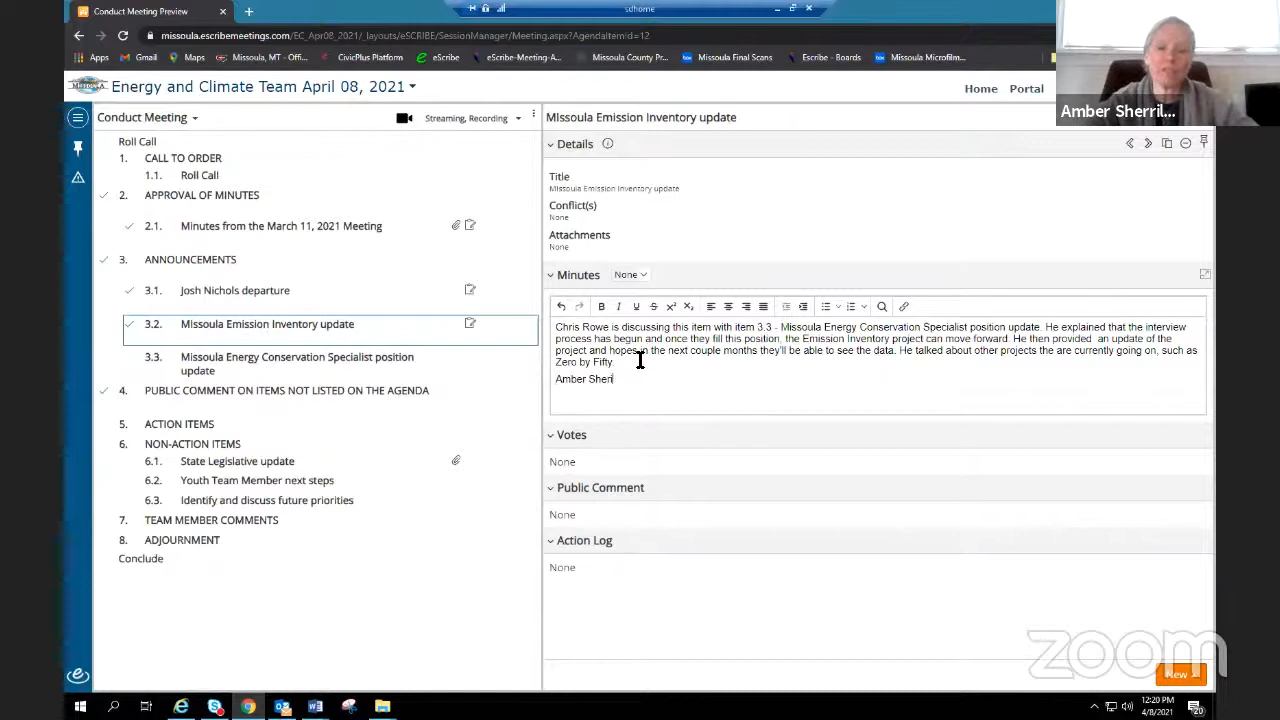 Conduct Meeting Preview
sdhome
missoula.escribemeetings.com/EC_Apr08_2021/_layouts/eSCRIBE/SessionManager/Meeting.aspx?AgendaItemId=12
Apps Gmail Maps Missoula, MT - Offi... CivicPlus Platform eScribe eScribe-Meeting-A... Missoula County Pr... Missoula Final Scans Escribe - Boards Missoula Microfilm...
Amber Sherril...
Energy and Climate Team April 08, 2021
Home Portal
Conduct Meeting
Streaming, Recording
Roll Call
1. CALL TO ORDER
1.1. Roll Call
2. APPROVAL OF MINUTES
2.1. Minutes from the March 11, 2021 Meeting
3. ANNOUNCEMENTS
3.1. Josh Nichols departure
3.2. Missoula Emission Inventory update
3.3. Missoula Energy Conservation Specialist position
update
4. PUBLIC COMMENT ON ITEMS NOT LISTED ON THE AGENDA
5. ACTION ITEMS
6. NON-ACTION ITEMS
6.1. State Legislative update
6.2. Youth Team Member next steps
6.3. Identify and discuss future priorities
7. TEAM MEMBER COMMENTS
8. ADJOURNMENT
Conclude
MIssoula Emission Inventory update
Details
Title
MIssoula Emission Inventory update
Conflict(s)
None
Attachments
None
Minutes None
Chris Rowe is discussing this item with item 3.3 - Missoula Energy Conservation Specialist position update. He explained that the interview
process has begun and once they fill this position, the Emission Inventory project can move forward. He then provided an update of the
project and hopes in the next couple months they'll be able to see the data. He talked about other projects the are currently going on, such as
Zero by Fifty.
Amber Sheri
Votes
None
Public Comment
None
Action Log
None
zoom
New
12:20 PM
4/8/2021
20